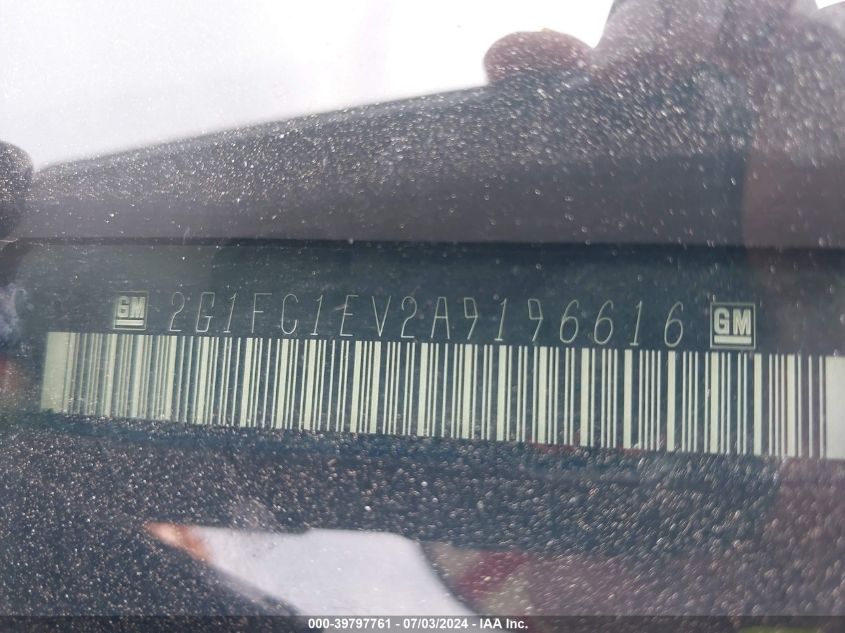 GM 2G1FC1EV2A9196616 GM
000-39797761 - 07/03/2024 - IAA Inc.